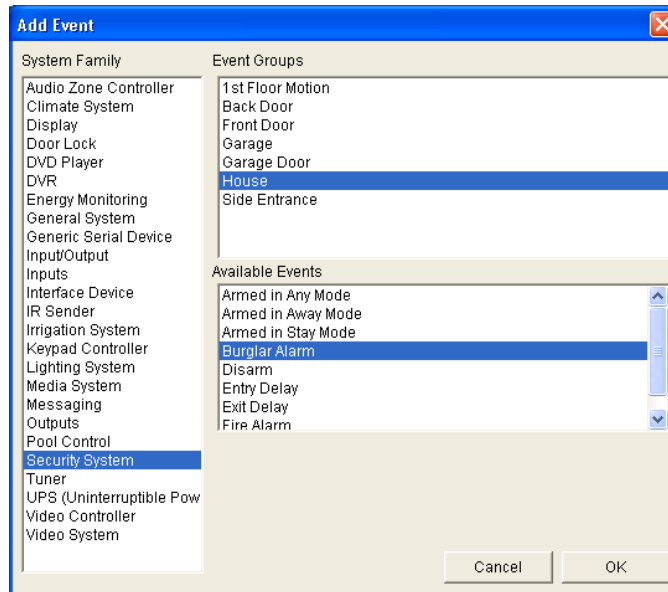 Add Event
System Family
Audio Zone Controller
Climate System
Display
Door Lock
DVD Player
DVR
Energy Monitoring
General System
Generic Serial Device
Input/Output
Inputs
Interface Device
IR Sender
Irrigation System
Keypad Controller
Lighting System
Media System
Messaging
Outputs
Pool Control
Security System
Tuner
UPS (Uninterruptible Pow
Video Controller
Video System
Event Groups
1st Floor Motion
Back Door
Front Door
Garage
Garage Door
House
Side Entrance
Available Events
Armed in Any Mode
Armed in Away Mode
Armed in Stay Mode
Burglar Alarm
Disarm
Entry Delay
Exit Delay
Fire Alarm
Cancel
OK